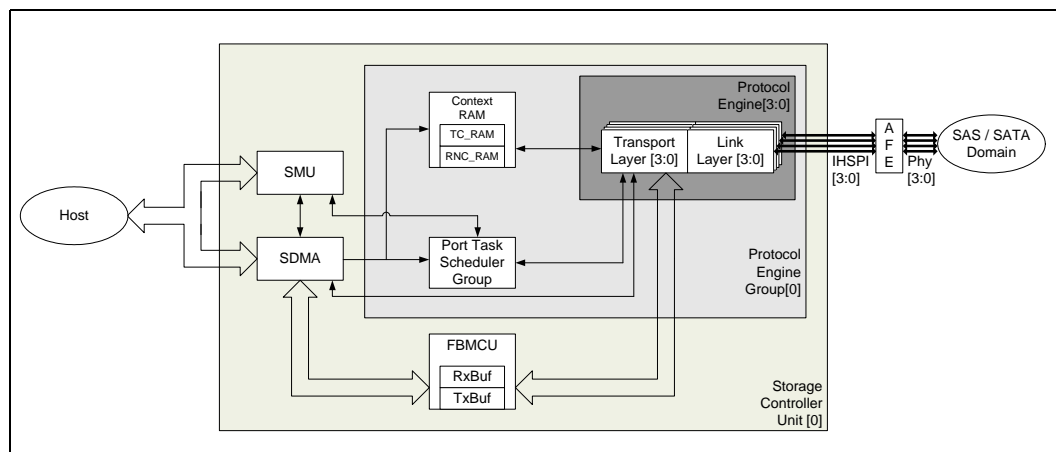 Host
SMU
SDMA
Context
RAM
TC_RAM
RNC_RAM
Port Task
Scheduler
Group
Protocol
Engine[3:0]
Transport
Layer [3:0]
Link
Layer [3:0]
IHSPI
[3:0]
A
F
E
Phy
[3:0]
SAS / SATA
Domain
Protocol
Engine
Group[0]
FBMCU
RxBuf
TxBuf
Storage
Controller
Unit [0]